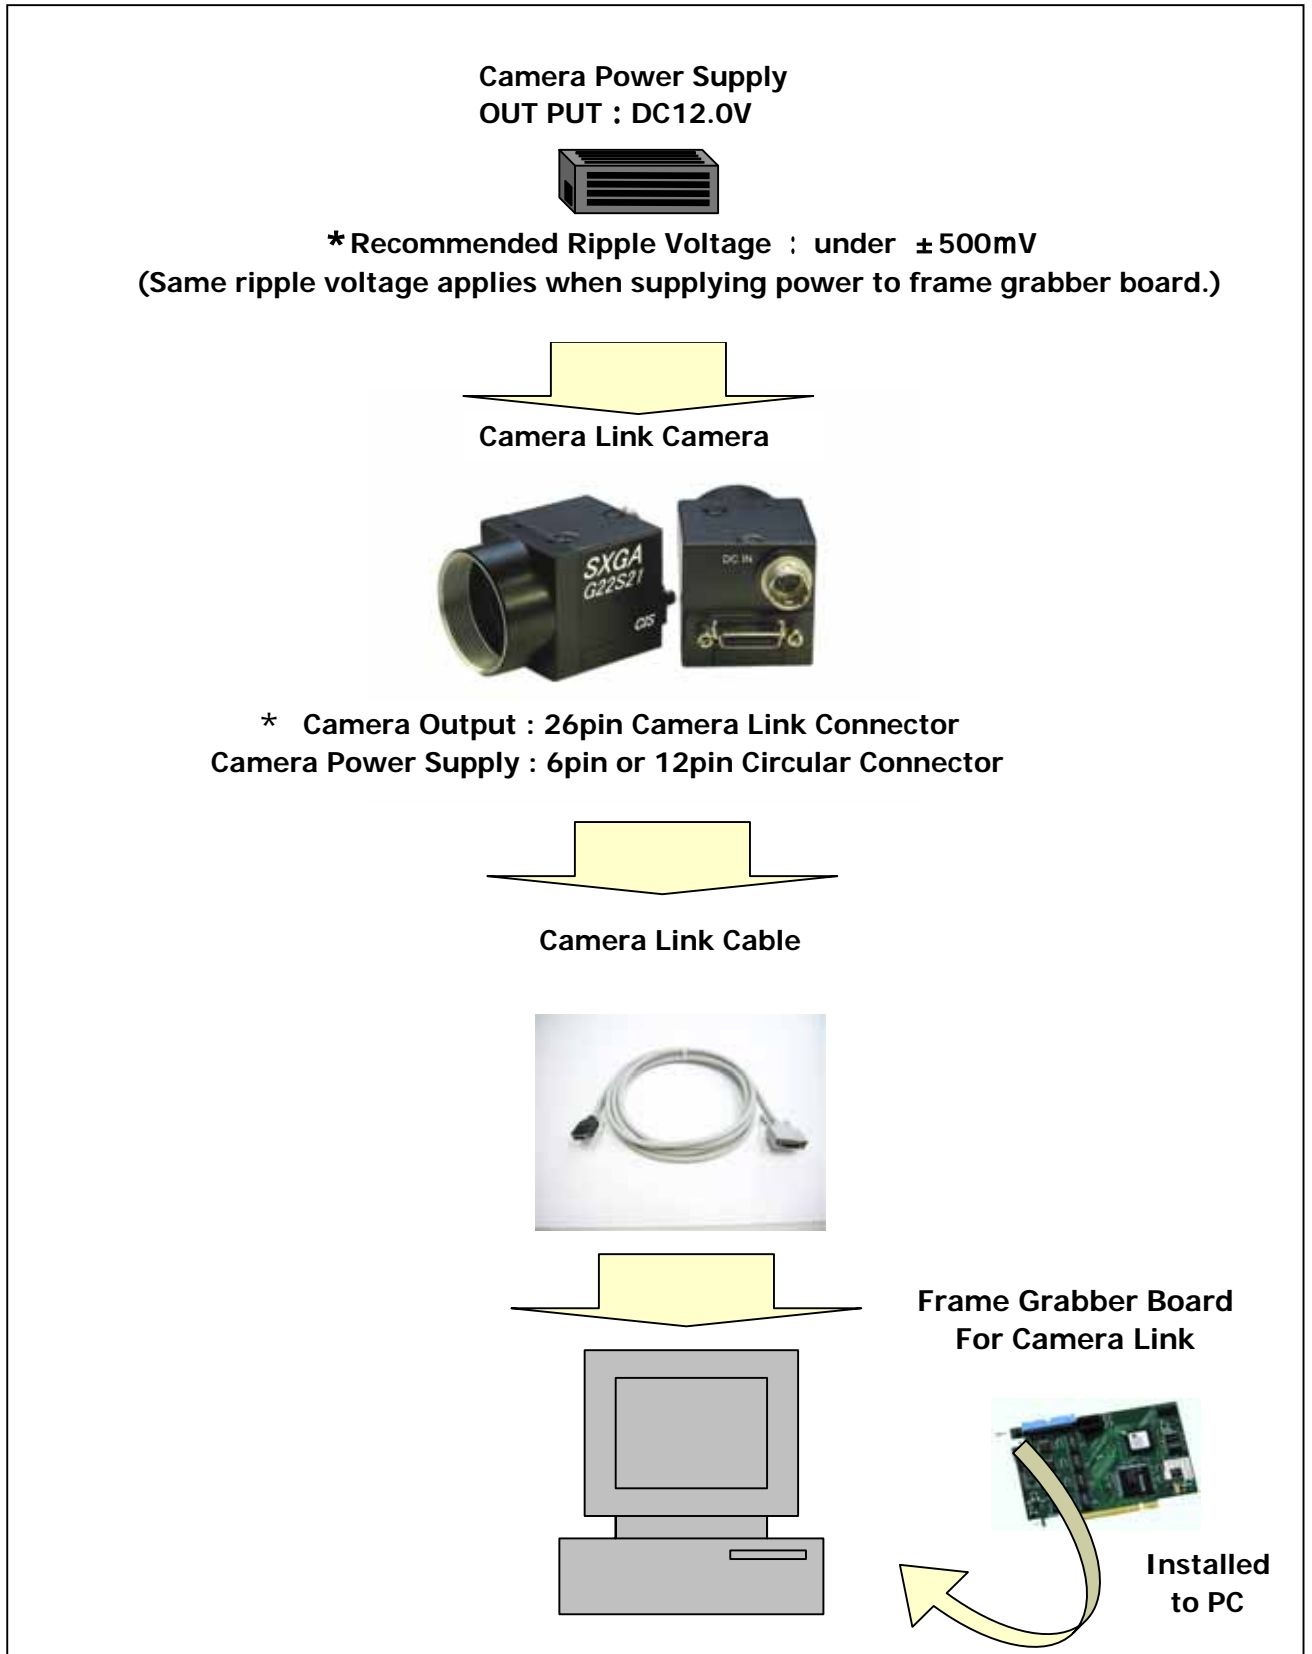 Camera Power Supply
OUT PUT : DC12.0V
*Recommended Ripple Voltage : under ±500mV
(Same ripple voltage applies when supplying power to frame grabber board.)
Camera Link Camera
SXGA
G22S21
CIS
DC IN
* Camera Output : 26pin Camera Link Connector
Camera Power Supply : 6pin or 12pin Circular Connector
Camera Link Cable
Frame Grabber Board
For Camera Link
Installed
to PC